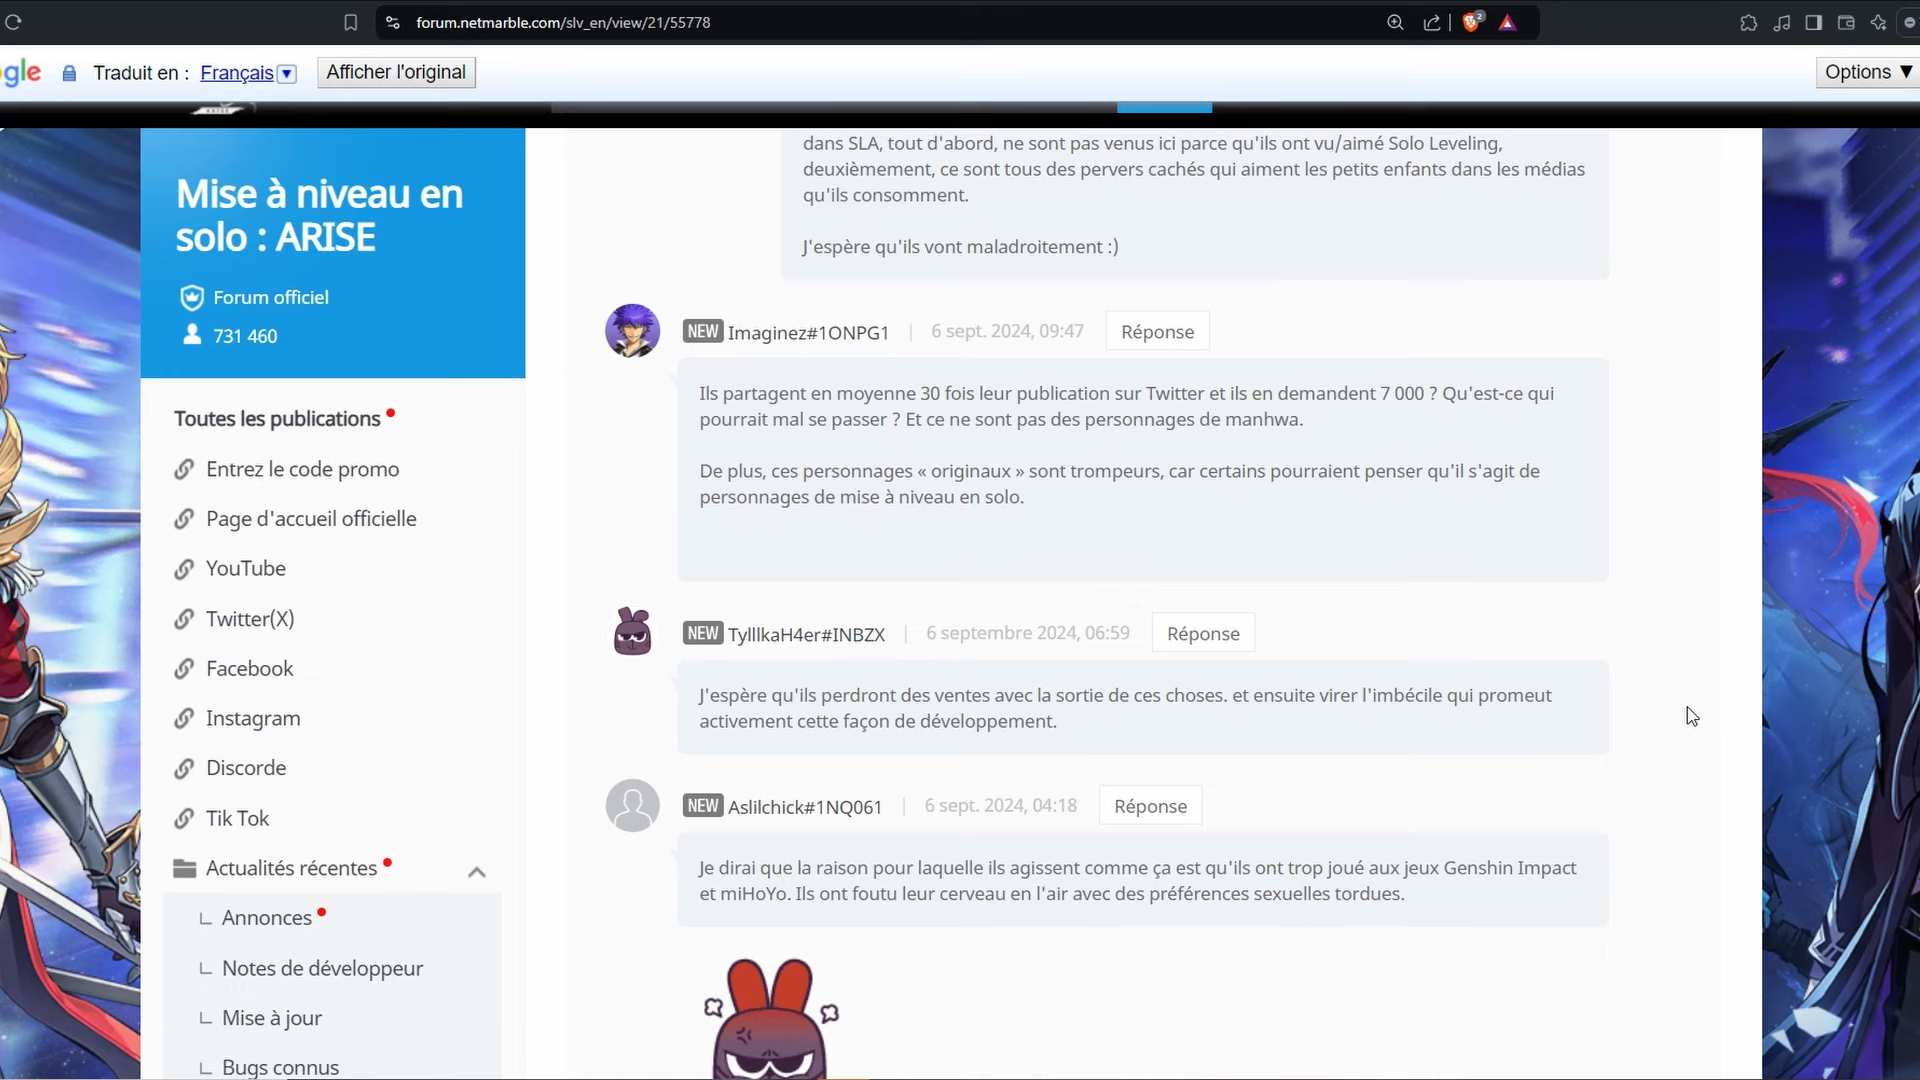 forum.netmarble.com/slv_en/view/21/55778
2
gle
Traduit en : Français
Afficher l'original
Options ▼
Mise à niveau en
solo : ARISE
Forum officiel
731 460
Toutes les publications
Entrez le code promo
Page d'accueil officielle
YouTube
Twitter(X)
Facebook
Instagram
Discorde
Tik Tok
Actualités récentes
Annonces
Notes de développeur
Mise à jour
Bugs connus
dans SLA, tout d'abord, ne sont pas venus ici parce qu'ils ont vu/aimé Solo Leveling,
deuxièmement, ce sont tous des pervers cachés qui aiment les petits enfants dans les médias
qu'ils consomment.
J'espère qu'ils vont maladroitement :)
NEW Imaginez#1ONPG1 | 6 sept. 2024, 09:47 Réponse
Ils partagent en moyenne 30 fois leur publication sur Twitter et ils en demandent 7 000 ? Qu'est-ce qui
pourrait mal se passer ? Et ce ne sont pas des personnages de manhwa.
De plus, ces personnages « originaux » sont trompeurs, car certains pourraient penser qu'il s'agit de
personnages de mise à niveau en solo.
NEW TylllkaH4er#INBZX | 6 septembre 2024, 06:59 Réponse
J'espère qu'ils perdront des ventes avec la sortie de ces choses. et ensuite virer l'imbécile qui promeut
activement cette façon de développement.
NEW Aslilchick#1NQ061 | 6 sept. 2024, 04:18 Réponse
Je dirai que la raison pour laquelle ils agissent comme ça est qu'ils ont trop joué aux jeux Genshin Impact
et miHoYo. Ils ont foutu leur cerveau en l'air avec des préférences sexuelles tordues.